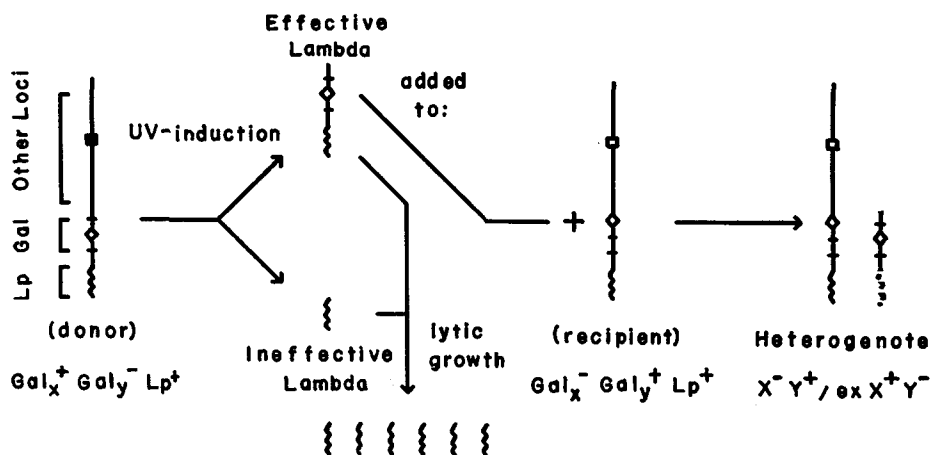 Effective
Lambda
added
to:
UV-induction
Other Loci
Gal
Lp
(donor)
Galx+ Galy- Lp+
Ineffective
Lambda
lytic
growth
+
(recipient)
Galx- Galy+ Lp+
Heterogenote
X- Y+ / ex X+ Y-